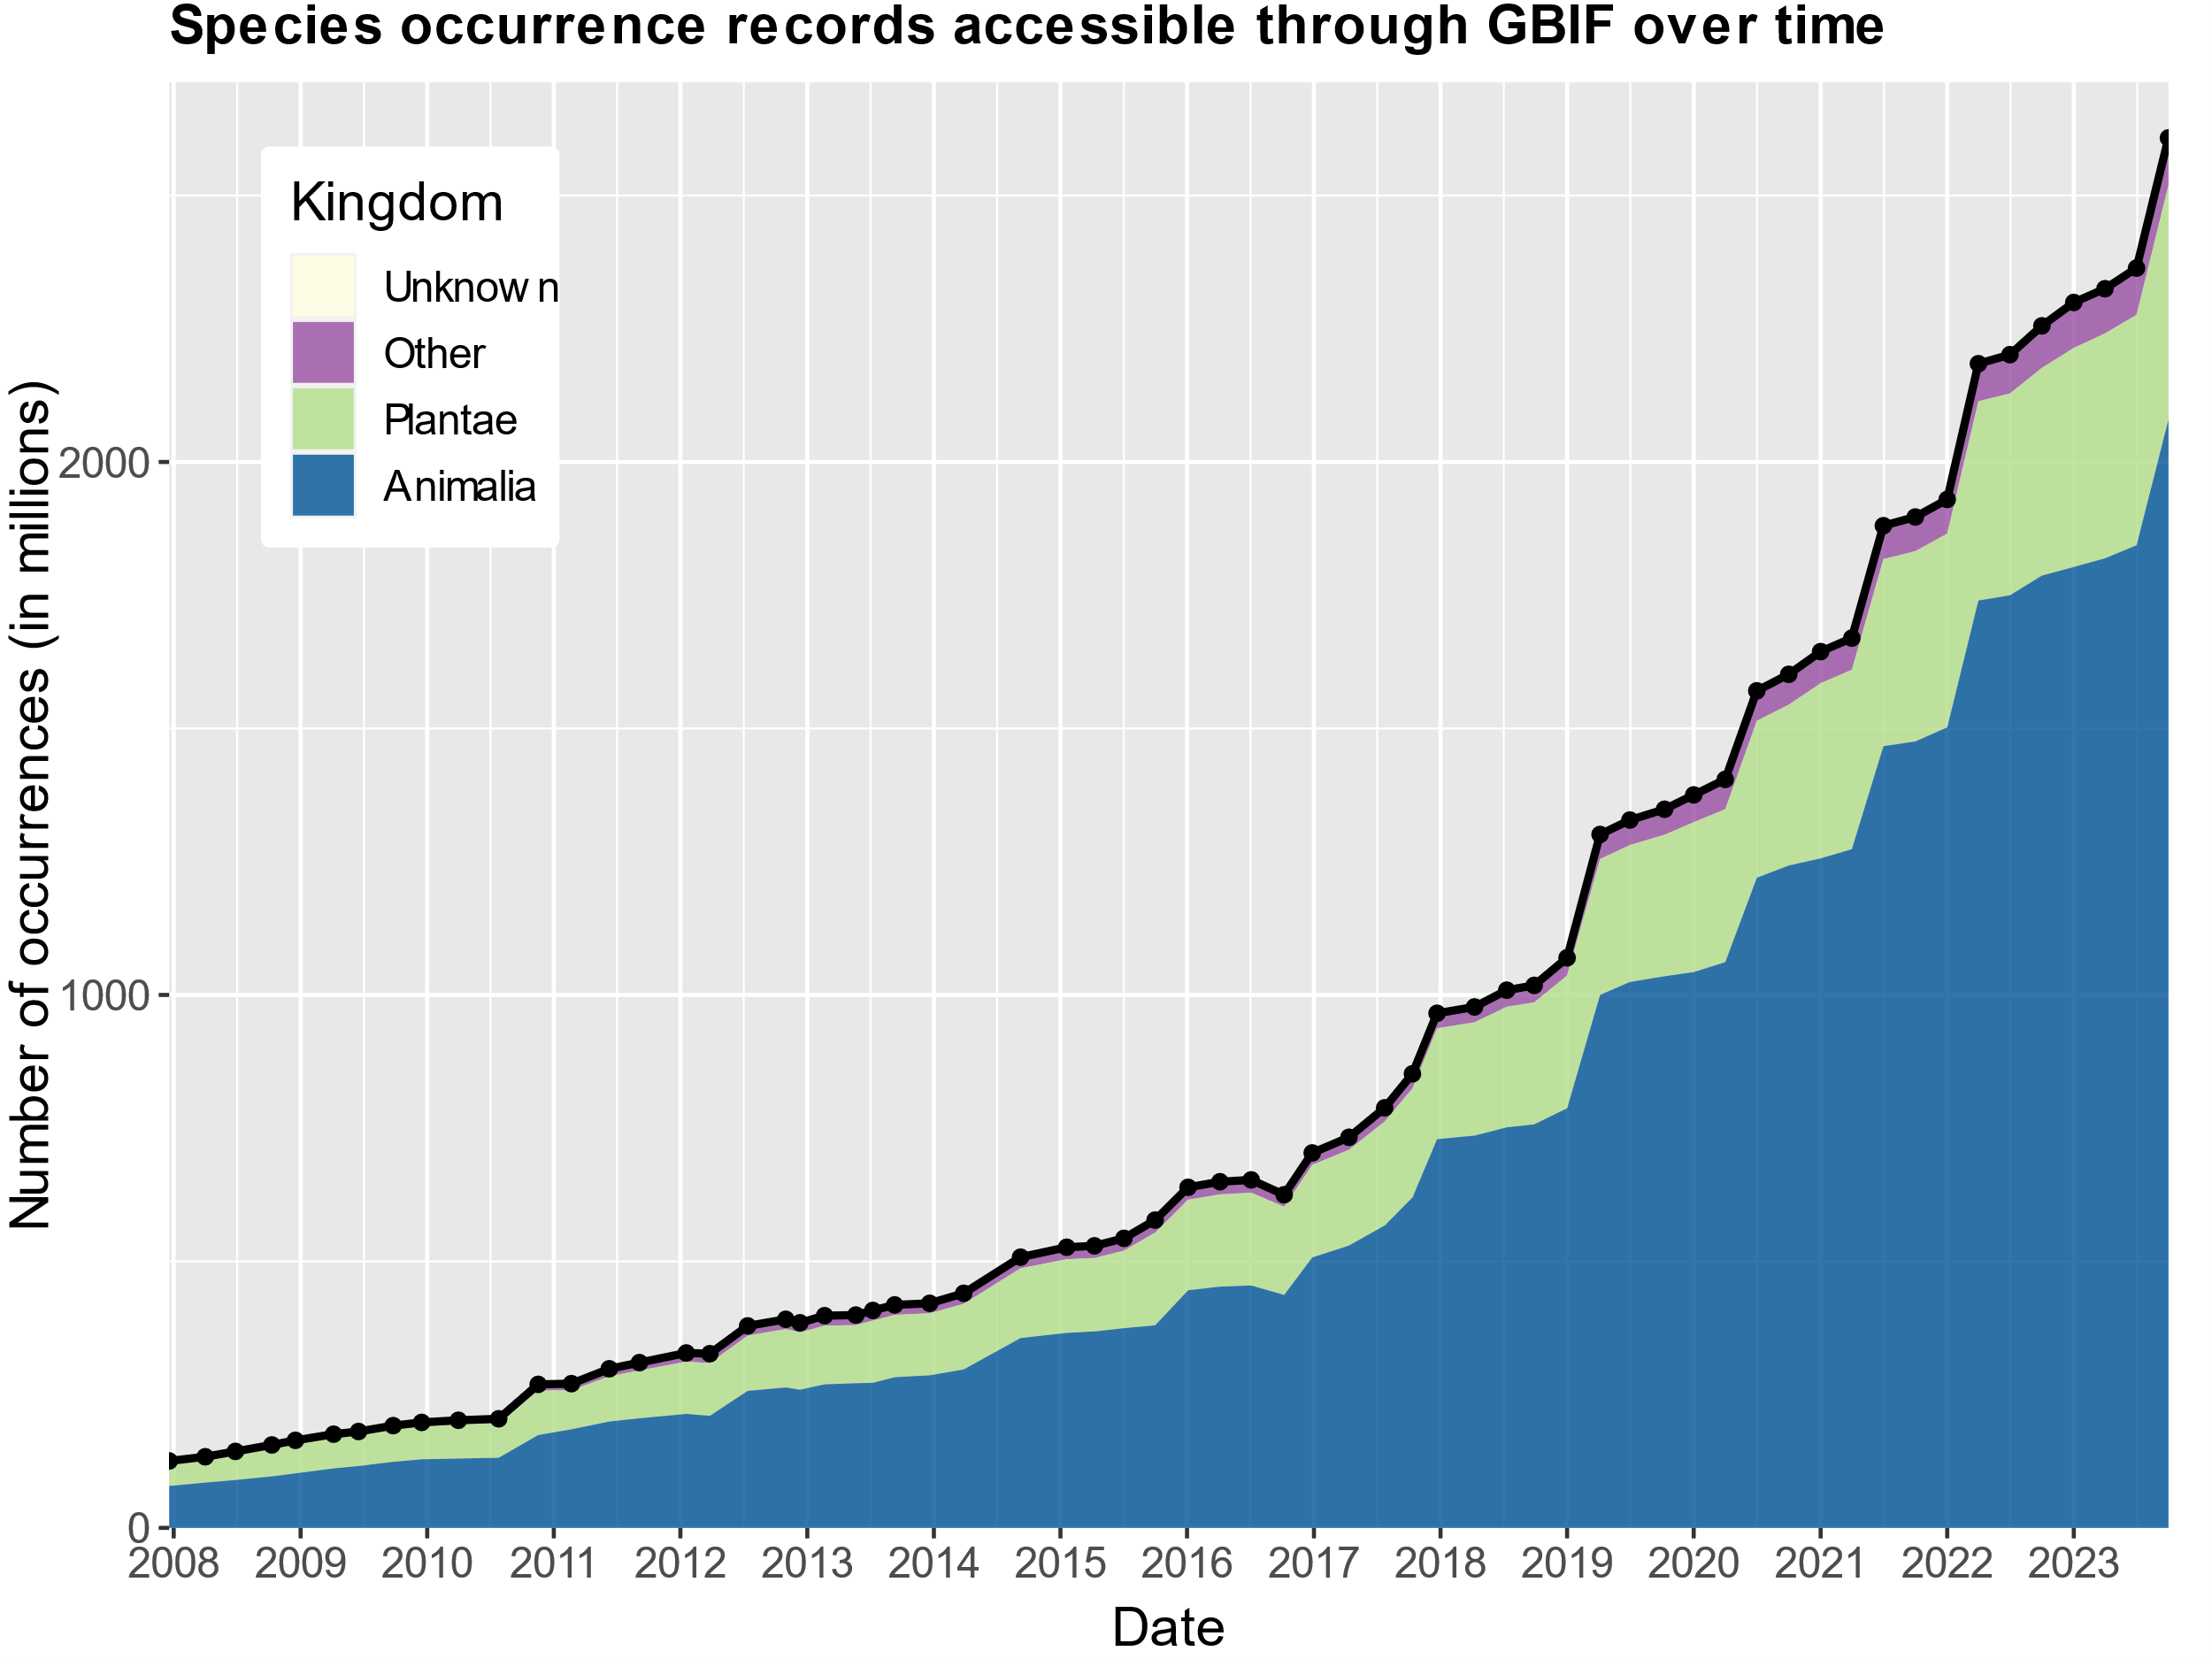 Species occurrence records accessible through GBIF over time
Number of occurrences (in millions)
2000
1000
0
Kingdom
Unknown
Other
Plantae
Animalia
2008 2009 2010 2011 2012 2013 2014 2015 2016 2017 2018 2019 2020 2021 2022 2023
Date